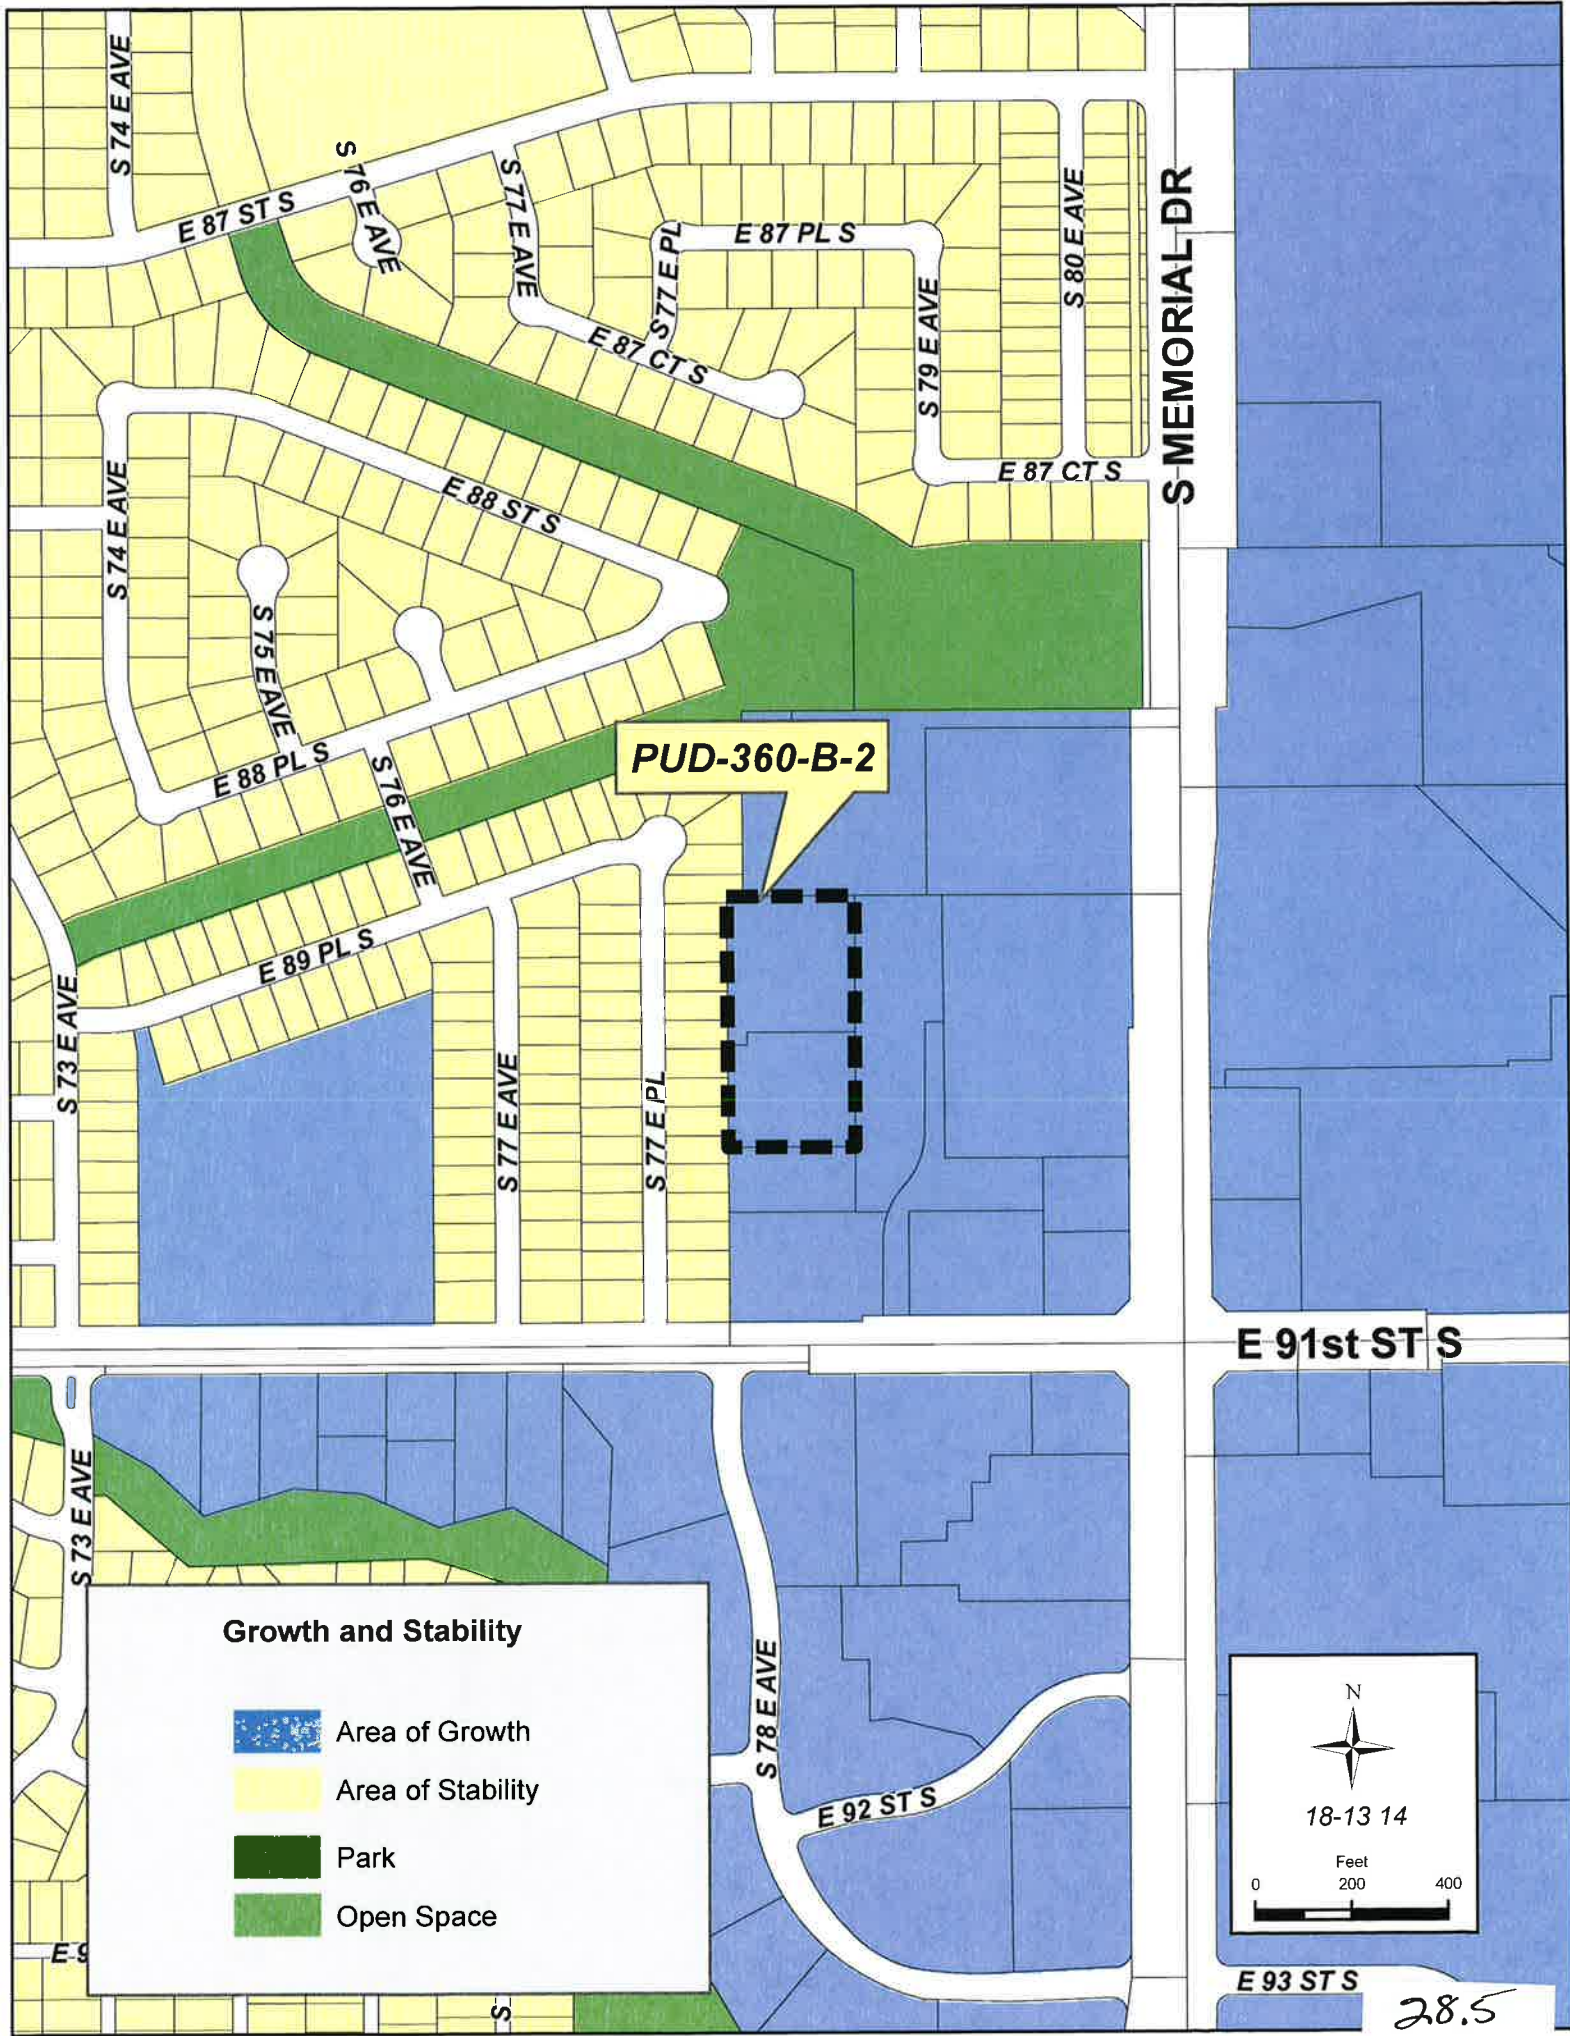 S 74 E AVE
S 76 E AVE
S 77 E AVE
E 87 ST S
S 77 E PL
E 87 PL S
S 80 E AVE
S MEMORIAL DR
S 79 E AVE
E 87 CT S
E 87 CT S
E 88 ST S
S 74 E AVE
S 75 E AVE
E 88 PL S
S 76 E AVE
PUD-360-B-2
E 89 PL S
S 73 E AVE
S 77 E AVE
S 77 E PL
E 91st ST S
S 73 E AVE
Growth and Stability
Area of Growth
Area of Stability
Park
Open Space
S 78 E AVE
E 92 ST S
N
18-13 14
Feet
0 200 400
E 9
S
E 93 ST S
28.5